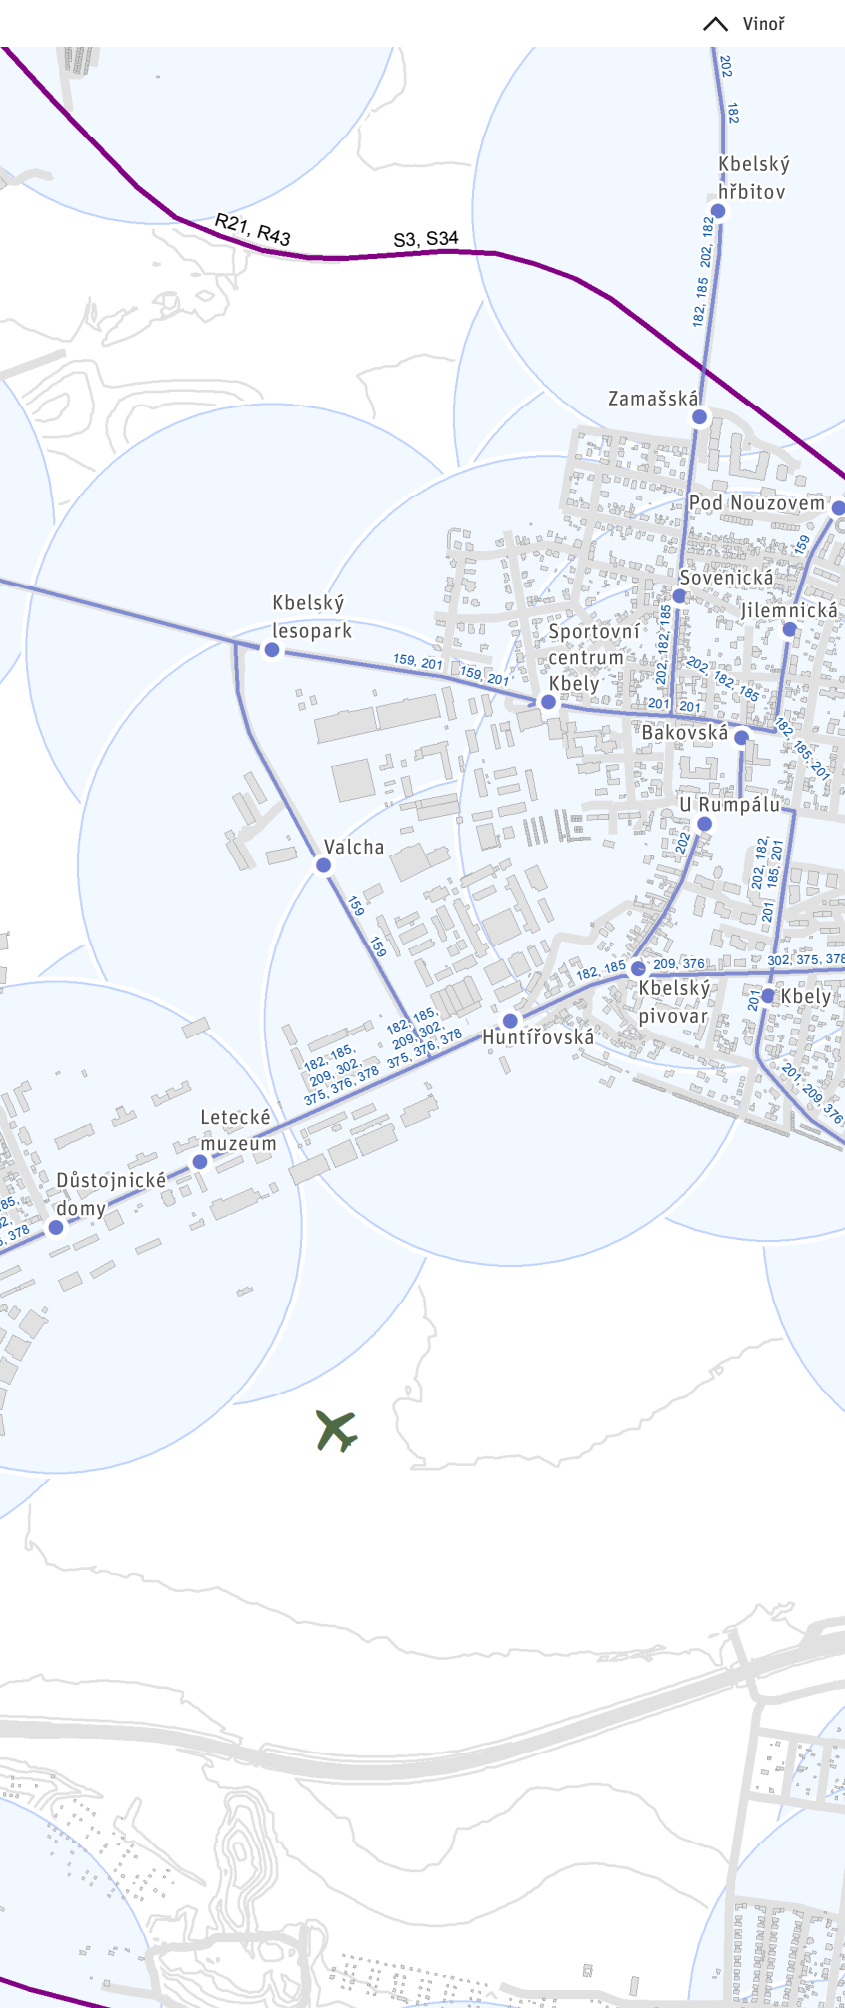 Vinoř
202
182
Kbelský
hřbitov
202, 182
182, 185
R21, R43
S3, S34
Zamašská
Pod Nouzovem
159
Sovenická
Jilemnická
Kbelský
lesopark
Sportovní
centrum
Kbely
202, 182, 185
159, 201
159, 201
202, 182, 185
201
201
Bakovská
182, 185, 201
U Rumpálu
202
Valcha
202, 182,
185, 201
159
159
201
182, 185
209, 376
302, 375, 378
Kbelský
pivovar
201
Kbely
Huntířovská
182, 185,
209, 302,
375, 376, 378
182, 185,
209, 302,
375, 376, 378
201, 209, 376
Letecké
muzeum
Důstojnické
domy
85,
02,
, 378